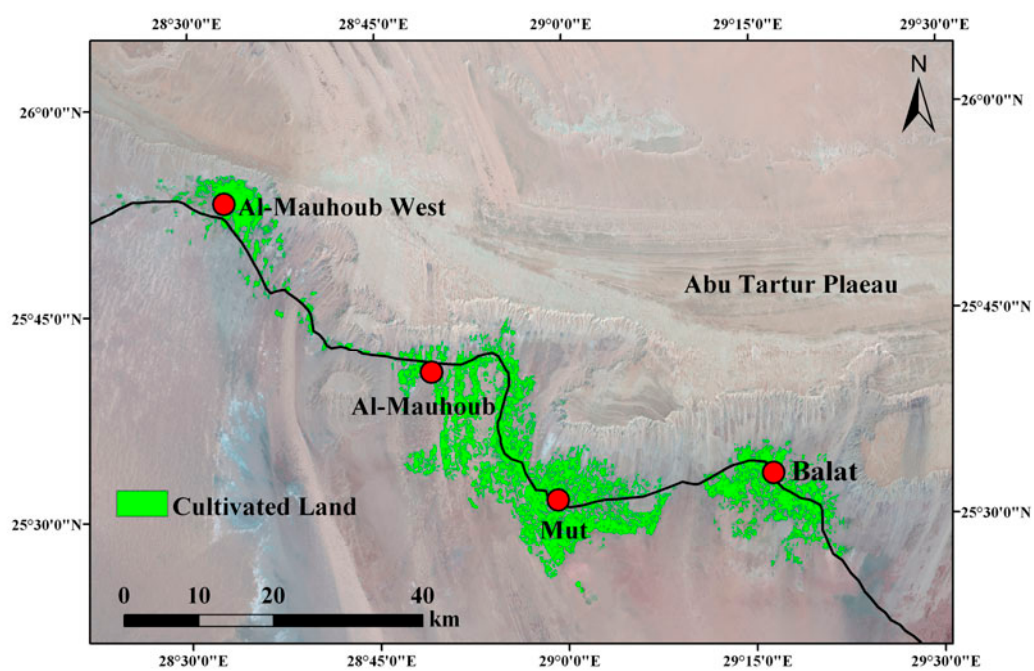 28°30'0"E 28°45'0"E 29°0'0"E 29°15'0"E 29°30'0"E
N
26°0'0"N 26°0'0"N
Al-Mauhoub West
Abu Tartur Plaeau
25°45'0"N 25°45'0"N
Al-Mauhoub
Balat
Cultivated Land
25°30'0"N 25°30'0"N
Mut
0 10 20 40
km
28°30'0"E 28°45'0"E 29°0'0"E 29°15'0"E 29°30'0"E